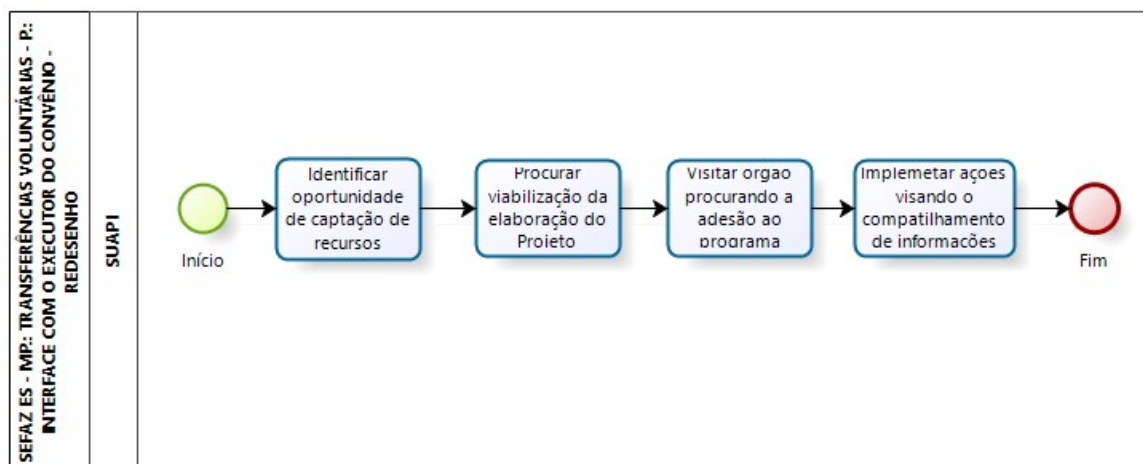 SEFAZ ES - MP.: TRANSFERÊNCIAS VOLUNTÁRIAS - P.:
INTERFACE COM O EXECUTOR DO CONVÊNIO -
REDESENHO
SUAPI
Início
Identificar
oportunidade
de captação de
recursos
Procurar
viabilização da
elaboração do
Projeto
Visitar orgao
procurando a
adesão ao
programa
Implemetar ações
visando o
compatilhamento
de informações
Fim